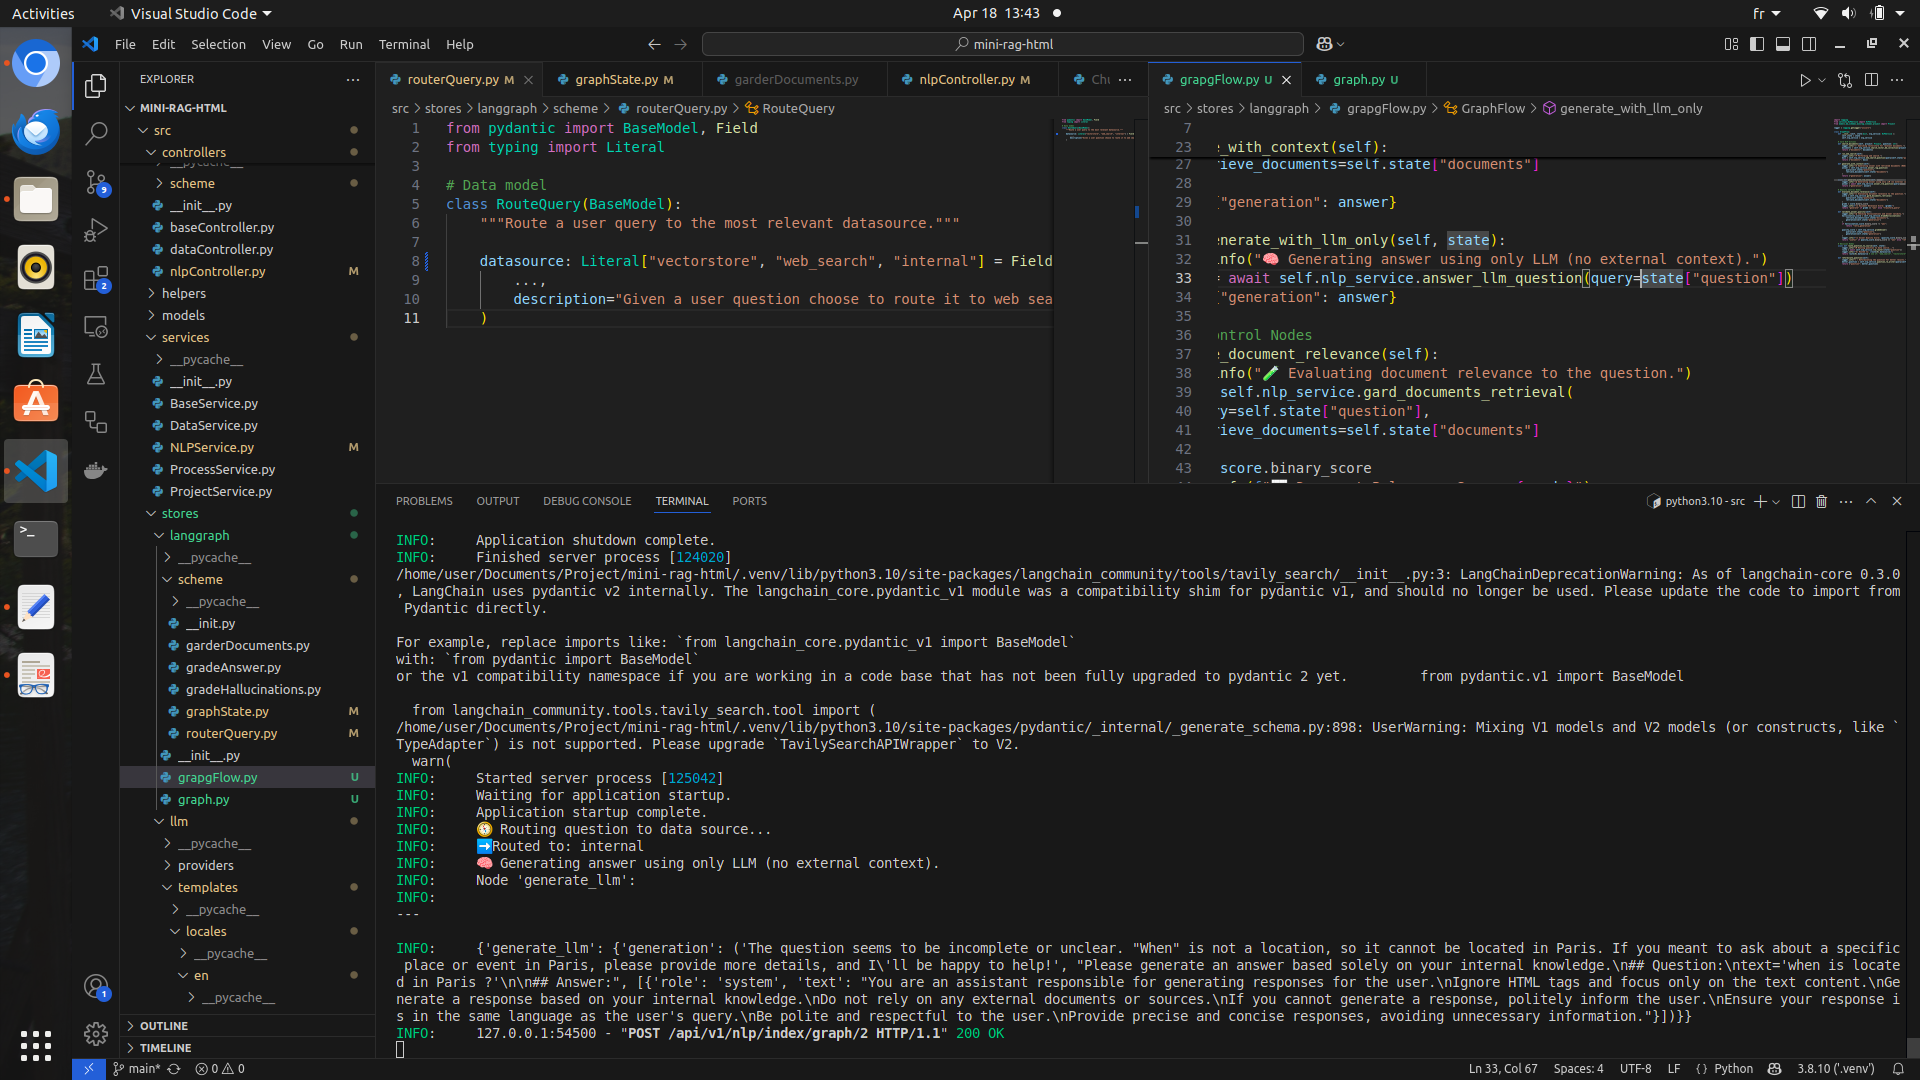 Activities
Visual Studio Code
Apr 18 13:43
fr
File Edit Selection View Go Run Terminal Help
mini-rag-html
EXPLORER
MINI-RAG-HTML
src
controllers
scheme
__init__.py
baseController.py
dataController.py
nlpController.py M
helpers
models
services
__pycache__
__init__.py
BaseService.py
DataService.py
NLPService.py M
ProcessService.py
ProjectService.py
stores
langgraph
__pycache__
scheme
__pycache__
__init.py
garderDocuments.py
gradeAnswer.py
gradeHallucinations.py
graphState.py M
routerQuery.py M
__init__.py
grapgFlow.py U
graph.py U
llm
__pycache__
providers
templates
__pycache__
locales
__pycache__
en
__pycache__
OUTLINE
TIMELINE
9
2
1
routerQuery.py M
graphState.py M
garderDocuments.py
nlpController.py M
src > stores > langgraph > scheme > routerQuery.py > RouteQuery
1 from pydantic import BaseModel, Field
2 from typing import Literal
3
4 # Data model
5 class RouteQuery(BaseModel):
6 """Route a user query to the most relevant datasource."""
7
8 datasource: Literal["vectorstore", "web_search", "internal"] = Field
9 ...,
10 description="Given a user question choose to route it to web sea
11 )
grapgFlow.py U
graph.py U
src > stores > langgraph > grapgFlow.py > GraphFlow > generate_with_llm_only
7
23 _with_context(self):
27 rieve_documents=self.state["documents"]
28
29 "generation": answer}
30
31 enerate_with_llm_only(self, state):
32 nfo("🧠 Generating answer using only LLM (no external context).")
33 = await self.nlp_service.answer_llm_question(query=state["question"])
34 "generation": answer}
35
36 ntrol Nodes
37 e_document_relevance(self):
38 nfo("🧪 Evaluating document relevance to the question.")
39 self.nlp_service.gard_documents_retrieval(
40 y=self.state["question"],
41 ieve_documents=self.state["documents"]
42
43 score.binary_score
PROBLEMS OUTPUT DEBUG CONSOLE TERMINAL PORTS
python3.10 - src
INFO: Application shutdown complete.
INFO: Finished server process [124020]
/home/user/Documents/Project/mini-rag-html/.venv/lib/python3.10/site-packages/langchain_community/tools/tavily_search/__init__.py:3: LangChainDeprecationWarning: As of langchain-core 0.3.0
, LangChain uses pydantic v2 internally. The langchain_core.pydantic_v1 module was a compatibility shim for pydantic v1, and should no longer be used. Please update the code to import from
Pydantic directly.
For example, replace imports like: `from langchain_core.pydantic_v1 import BaseModel`
with: `from pydantic import BaseModel`
or the v1 compatibility namespace if you are working in a code base that has not been fully upgraded to pydantic 2 yet. from pydantic.v1 import BaseModel
from langchain_community.tools.tavily_search.tool import (
/home/user/Documents/Project/mini-rag-html/.venv/lib/python3.10/site-packages/pydantic/_internal/_generate_schema.py:898: UserWarning: Mixing V1 models and V2 models (or constructs, like `
TypeAdapter`) is not supported. Please upgrade `TavilySearchAPIWrapper` to V2.
warn(
INFO: Started server process [125042]
INFO: Waiting for application startup.
INFO: Application startup complete.
INFO: 🧭 Routing question to data source...
INFO: ➡️Routed to: internal
INFO: 🧠 Generating answer using only LLM (no external context).
INFO: Node 'generate_llm':
INFO:
---
INFO: {'generate_llm': {'generation': ('The question seems to be incomplete or unclear. "When" is not a location, so it cannot be located in Paris. If you meant to ask about a specific
place or event in Paris, please provide more details, and I\'ll be happy to help!', "Please generate an answer based solely on your internal knowledge.\n## Question:\ntext='when is locate
d in Paris ?'\n\n## Answer:", [{'role': 'system', 'text': "You are an assistant responsible for generating responses for the user.\nIgnore HTML tags and focus only on the text content.\nGe
nerate a response based on your internal knowledge.\nDo not rely on any external documents or sources.\nIf you cannot generate a response, politely inform the user.\nEnsure your response i
s in the same language as the user's query.\nBe polite and respectful to the user.\nProvide precise and concise responses, avoiding unnecessary information."}])}}
INFO: 127.0.0.1:54500 - "POST /api/v1/nlp/index/graph/2 HTTP/1.1" 200 OK
main* 0 0
Ln 33, Col 67 Spaces: 4 UTF-8 LF Python 3.8.10 ('.venv')